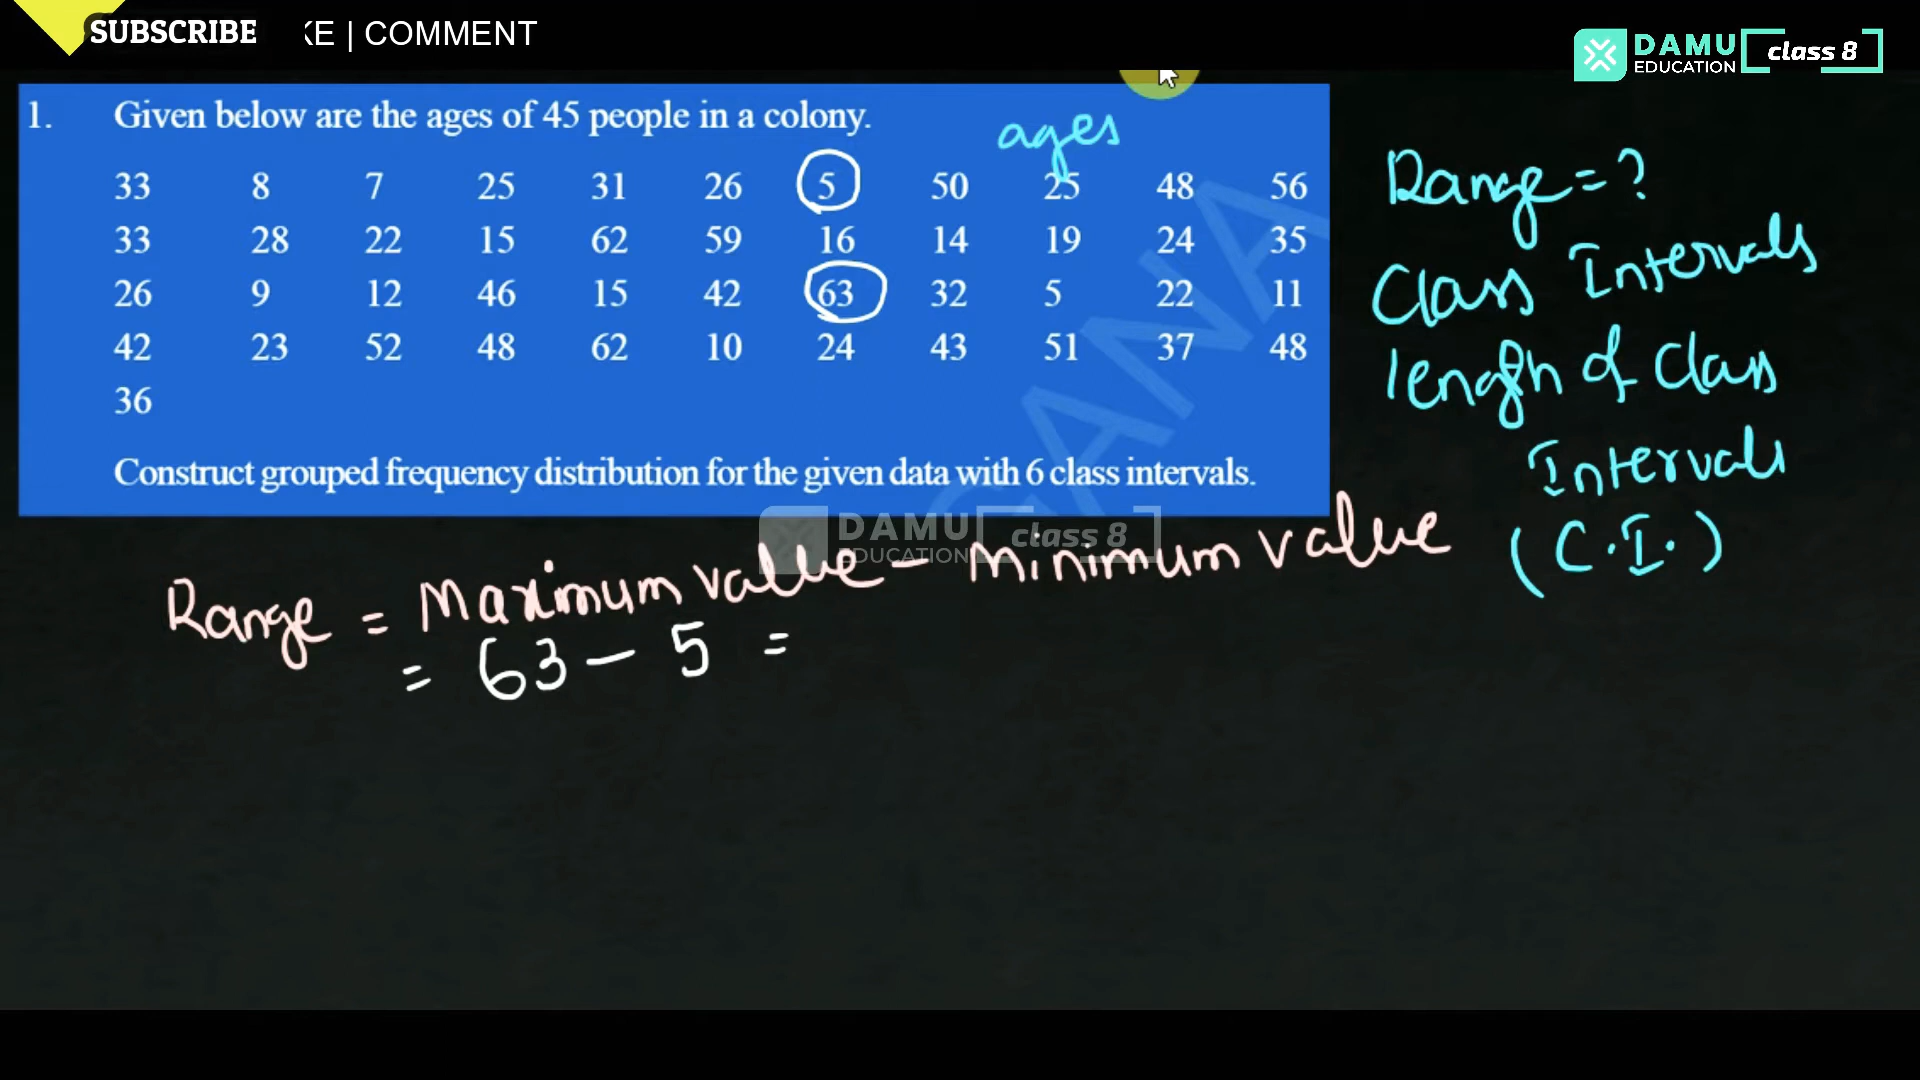 SUBSCRIBE KE | COMMENT
DAMU EDUCATION class 8
1. Given below are the ages of 45 people in a colony.
ages
33 8 7 25 31 26 5 50 25 48 56
33 28 22 15 62 59 16 14 19 24 35
26 9 12 46 15 42 63 32 5 22 11
42 23 52 48 62 10 24 43 51 37 48
36
Construct grouped frequency distribution for the given data with 6 class intervals.
Range = ?
Class Intervals
length of Class
Intervals
(C.I.)
DAMU EDUCATION class 8
Range = Maximum value - Minimum value
= 63 - 5 =